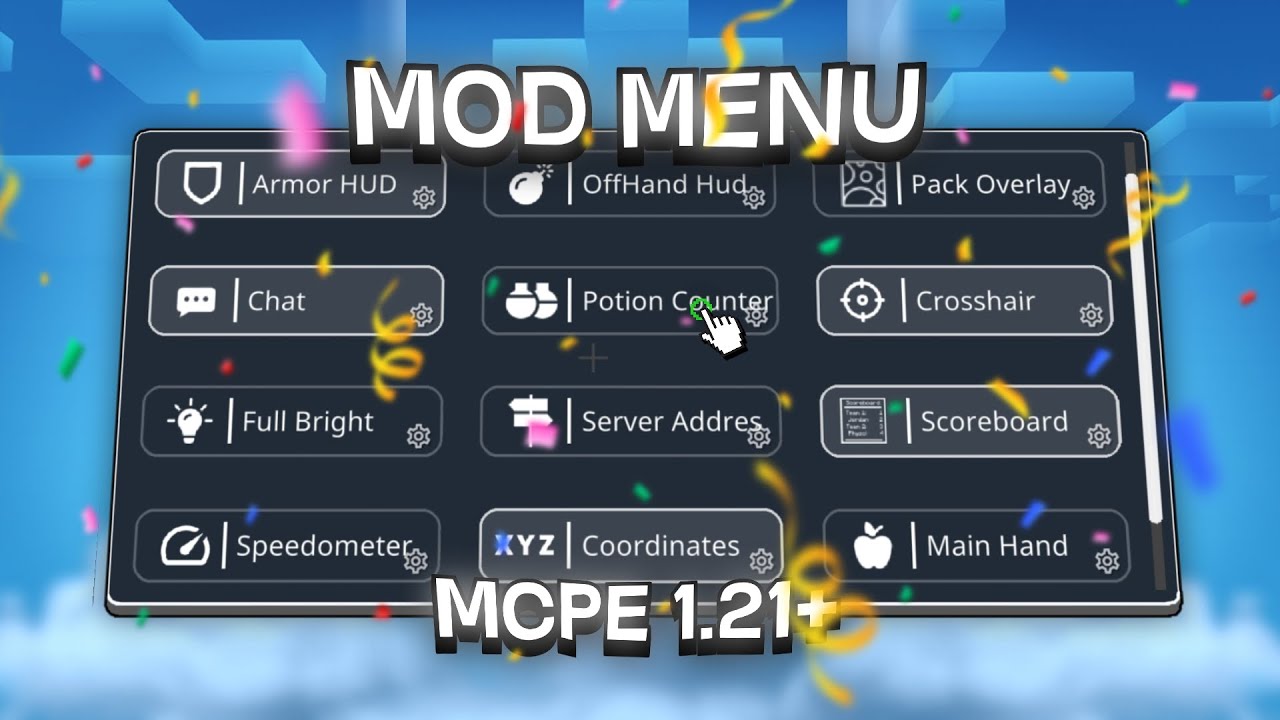 MOD MENU
Armor HUD
OffHand Hud
Pack Overlay
Chat
Potion Counter
Crosshair
Full Bright
Server Addres
Scoreboard
Scoreboard
Speedometer
XYZ
Coordinates
Main Hand
MCPE 1.21+